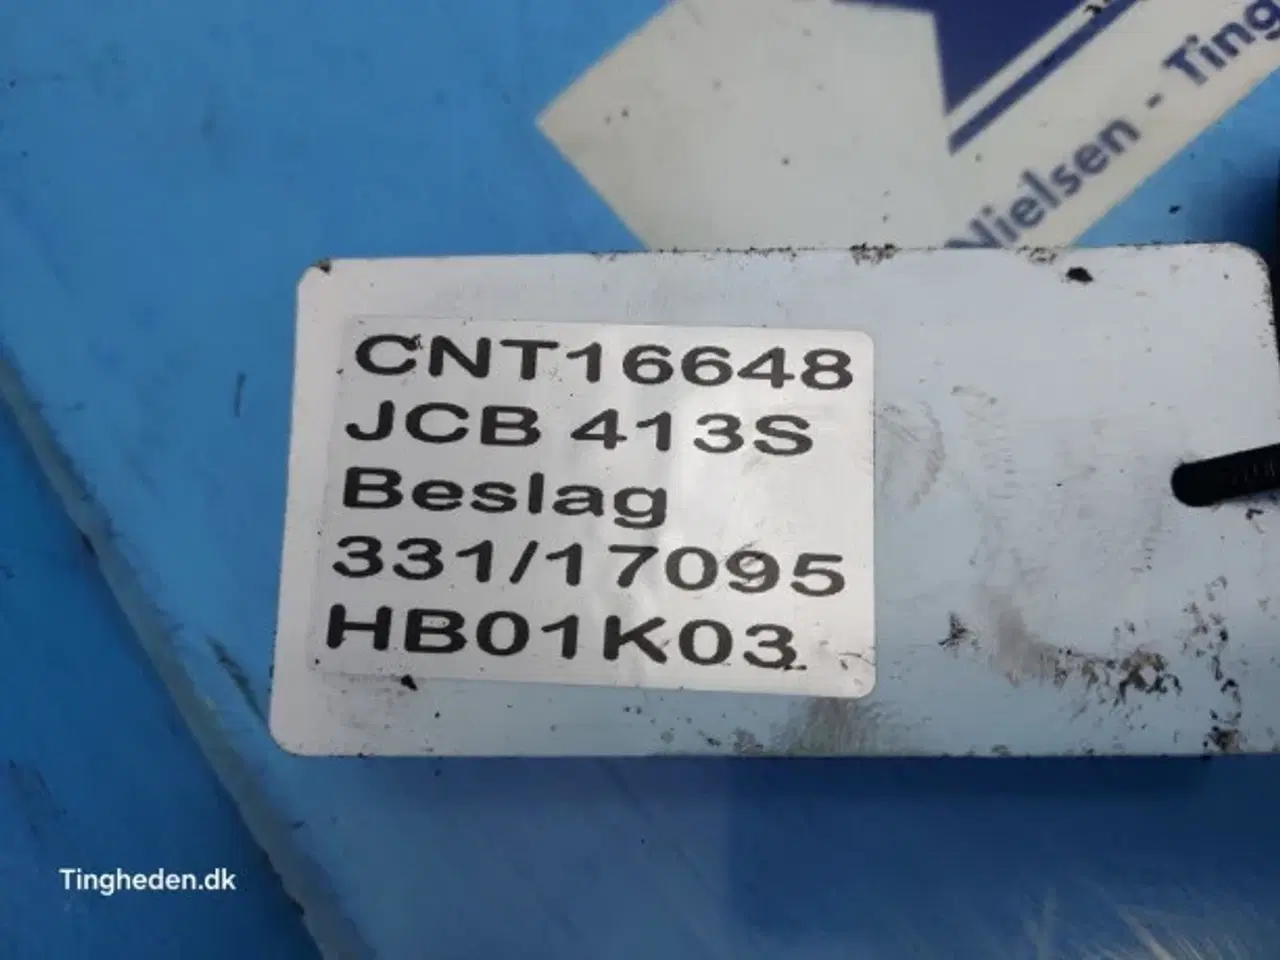 Nielsen - Ting
CNT16648
JCB 413S
Beslag
331/17095
HB01K03
Tingheden.dk